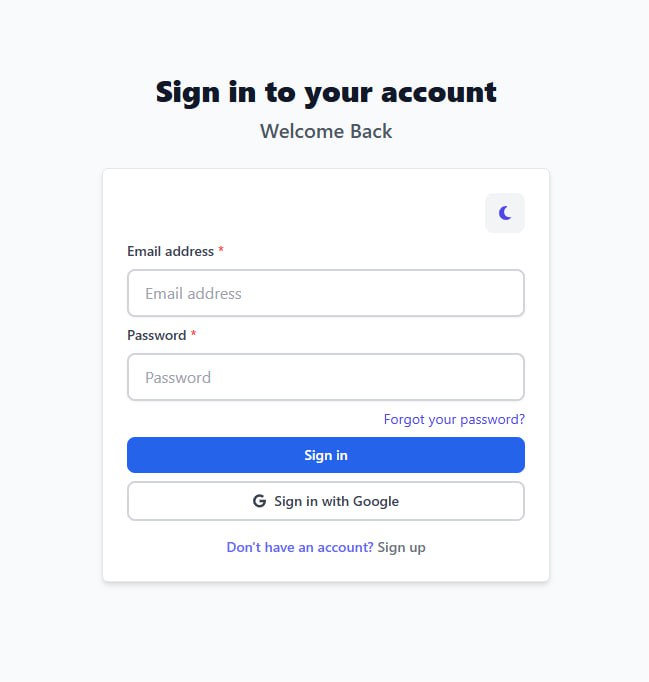 Sign in to your account
Welcome Back
Email address *
Email address
Password *
Password
Forgot your password?
Sign in
Sign in with Google
Don't have an account? Sign up